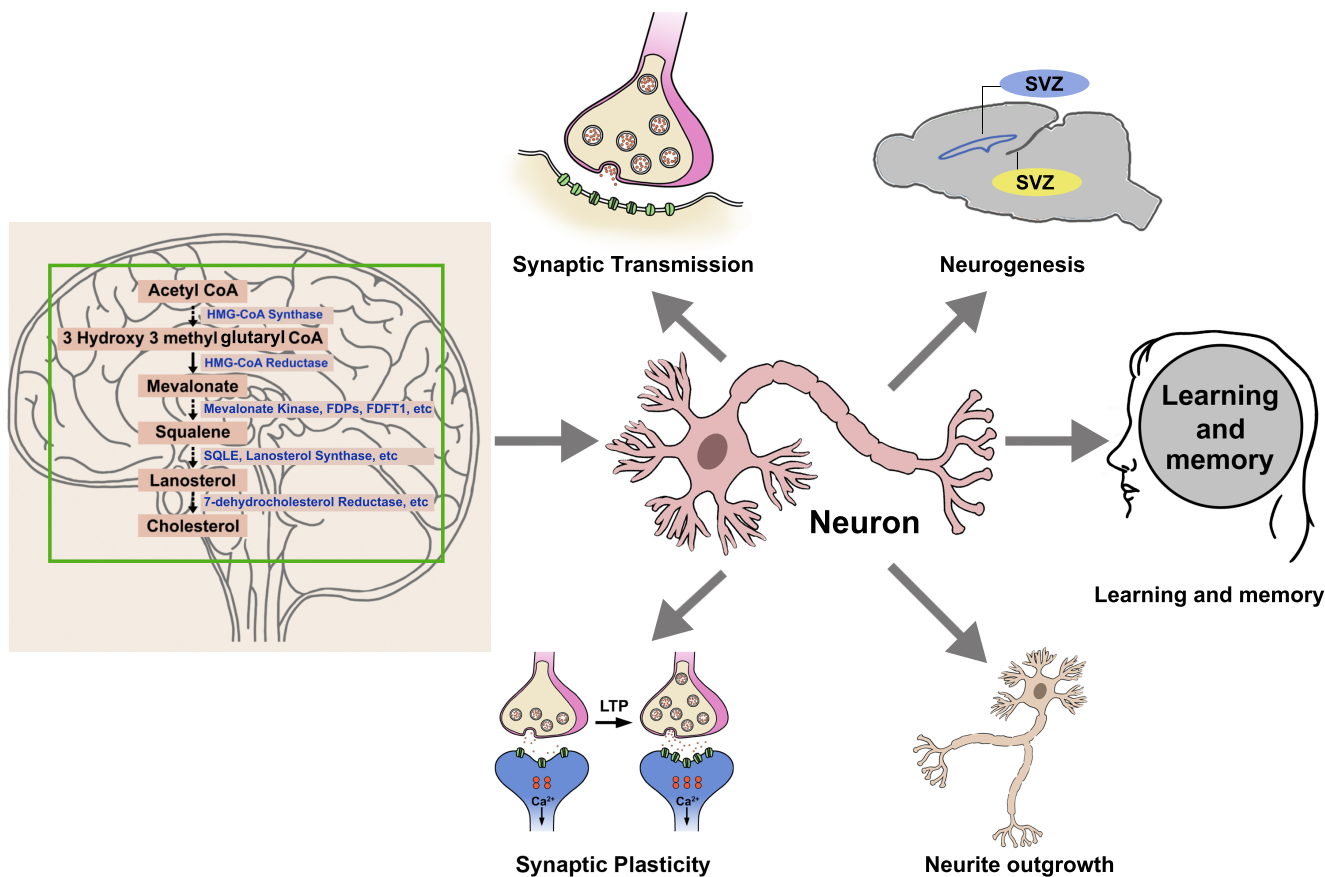 SVZ
SVZ
Synaptic Transmission
Neurogenesis
Acetyl CoA
HMG-CoA Synthase
3 Hydroxy 3 methyl glutaryl CoA
HMG-CoA Reductase
Mevalonate
Mevalonate Kinase, FDPs, FDFT1, etc
Squalene
SQLE, Lanosterol Synthase, etc
Lanosterol
7-dehydrocholesterol Reductase, etc
Cholesterol
Neuron
Learning
and
memory
Learning and memory
LTP
Ca²⁺
Ca²⁺
Synaptic Plasticity
Neurite outgrowth